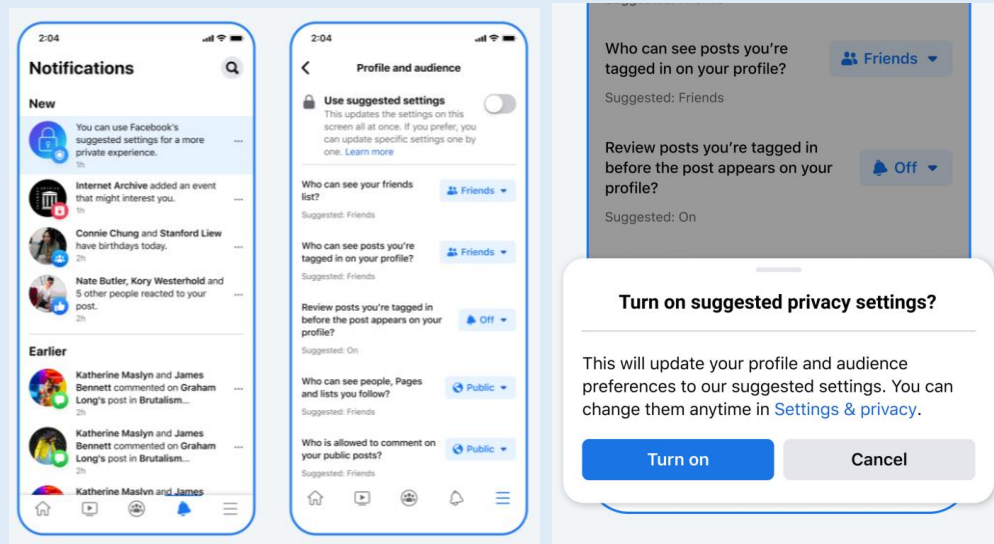 2:04
Notifications
New
You can use Facebook's
suggested settings for a more
private experience.
1h
Internet Archive added an event
that might interest you.
1h
Connie Chung and Stanford Liew
have birthdays today.
2h
Nate Butler, Kory Westerhold and
5 other people reacted to your
post.
2h
Earlier
Katherine Maslyn and James
Bennett commented on Graham
Long's post in Brutalism...
2h
Katherine Maslyn and James
Bennett commented on Graham
Long's post in Brutalism...
2h
Katherine Maslyn and James
2:04
Profile and audience
Use suggested settings
This updates the settings on this
screen all at once. If you prefer, you
can update specific settings one by
one. Learn more
Who can see your friends
list?
Friends
Suggested: Friends
Who can see posts you're
tagged in on your profile?
Friends
Suggested: Friends
Review posts you're tagged in
before the post appears on your
profile?
Off
Suggested: On
Who can see people, Pages
and lists you follow?
Public
Suggested: Friends
Who is allowed to comment on
your public posts?
Public
Suggested: Friends
Who can see posts you're
tagged in on your profile?
Friends
Suggested: Friends
Review posts you're tagged in
before the post appears on your
profile?
Off
Suggested: On
Turn on suggested privacy settings?
This will update your profile and audience
preferences to our suggested settings. You can
change them anytime in Settings & privacy.
Turn on
Cancel